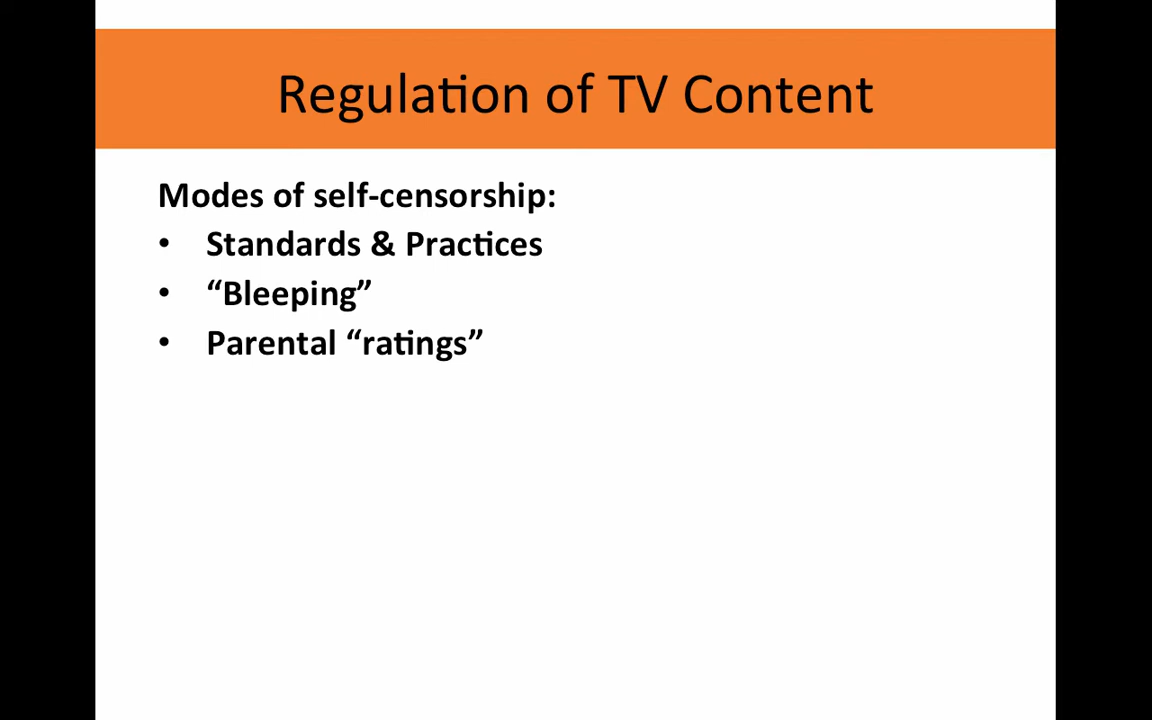 Regulation of TV Content
Modes of self-censorship:
• Standards & Practices
• “Bleeping”
• Parental “ratings”